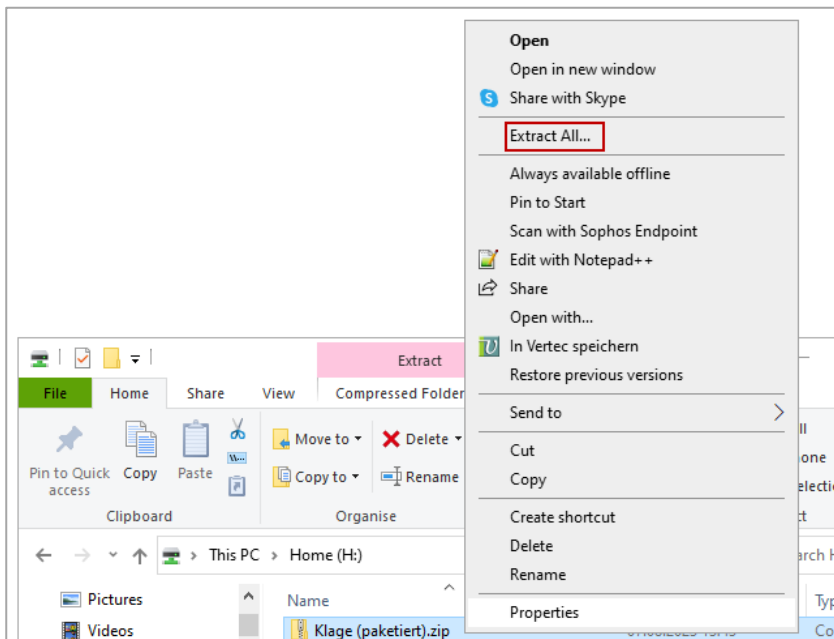 Open
Open in new window
Share with Skype
Extract All...
Always available offline
Pin to Start
Scan with Sophos Endpoint
Edit with Notepad++
Share
Open with...
In Vertec speichern
Restore previous versions
Send to
Cut
Copy
Create shortcut
Delete
Rename
Properties
Extract
File Home Share View Compressed Folder
Pin to Quick access
Copy
Paste
Move to
Copy to
Delete
Rename
Clipboard
Organise
This PC > Home (H:)
Pictures
Videos
Name
Klage (paketiert).zip